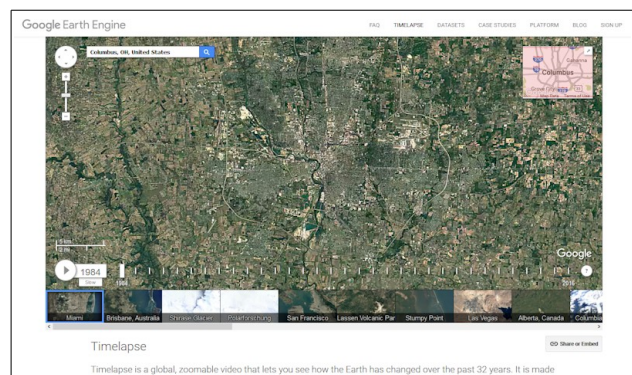 Google Earth Engine
FAQ TIMELAPSE DATASETS CASE STUDIES PLATFORM BLOG SIGN UP
Columbus, OH, United States
Columbus
Google
1984
1984
Miami Brisbane, Australia Shirase Glacier San Francisco Lassen Volcanic Par Stumpy Point Las Vegas Alberta, Canada Columbia
Timelapse
Share or Embed
Timelapse is a global, zoomable video that lets you see how the Earth has changed over the past 32 years. It is made